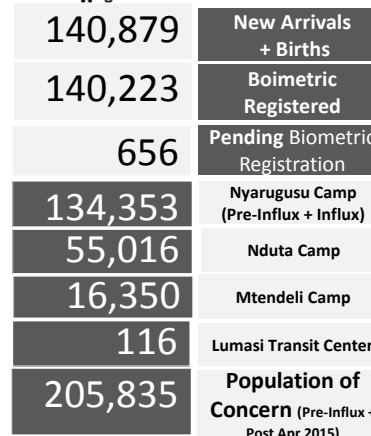 140,879
New Arrivals
+ Births
140,223
Boimetric
Registered
656
Pending Biometric
Registration
134,353
Nyarugusu Camp
(Pre-Influx + Influx)
55,016
Nduta Camp
16,350
Mtendeli Camp
116
Lumasi Transit Center
205,835
Population of
Concern (Pre-Influx +
Post Apr 2015)